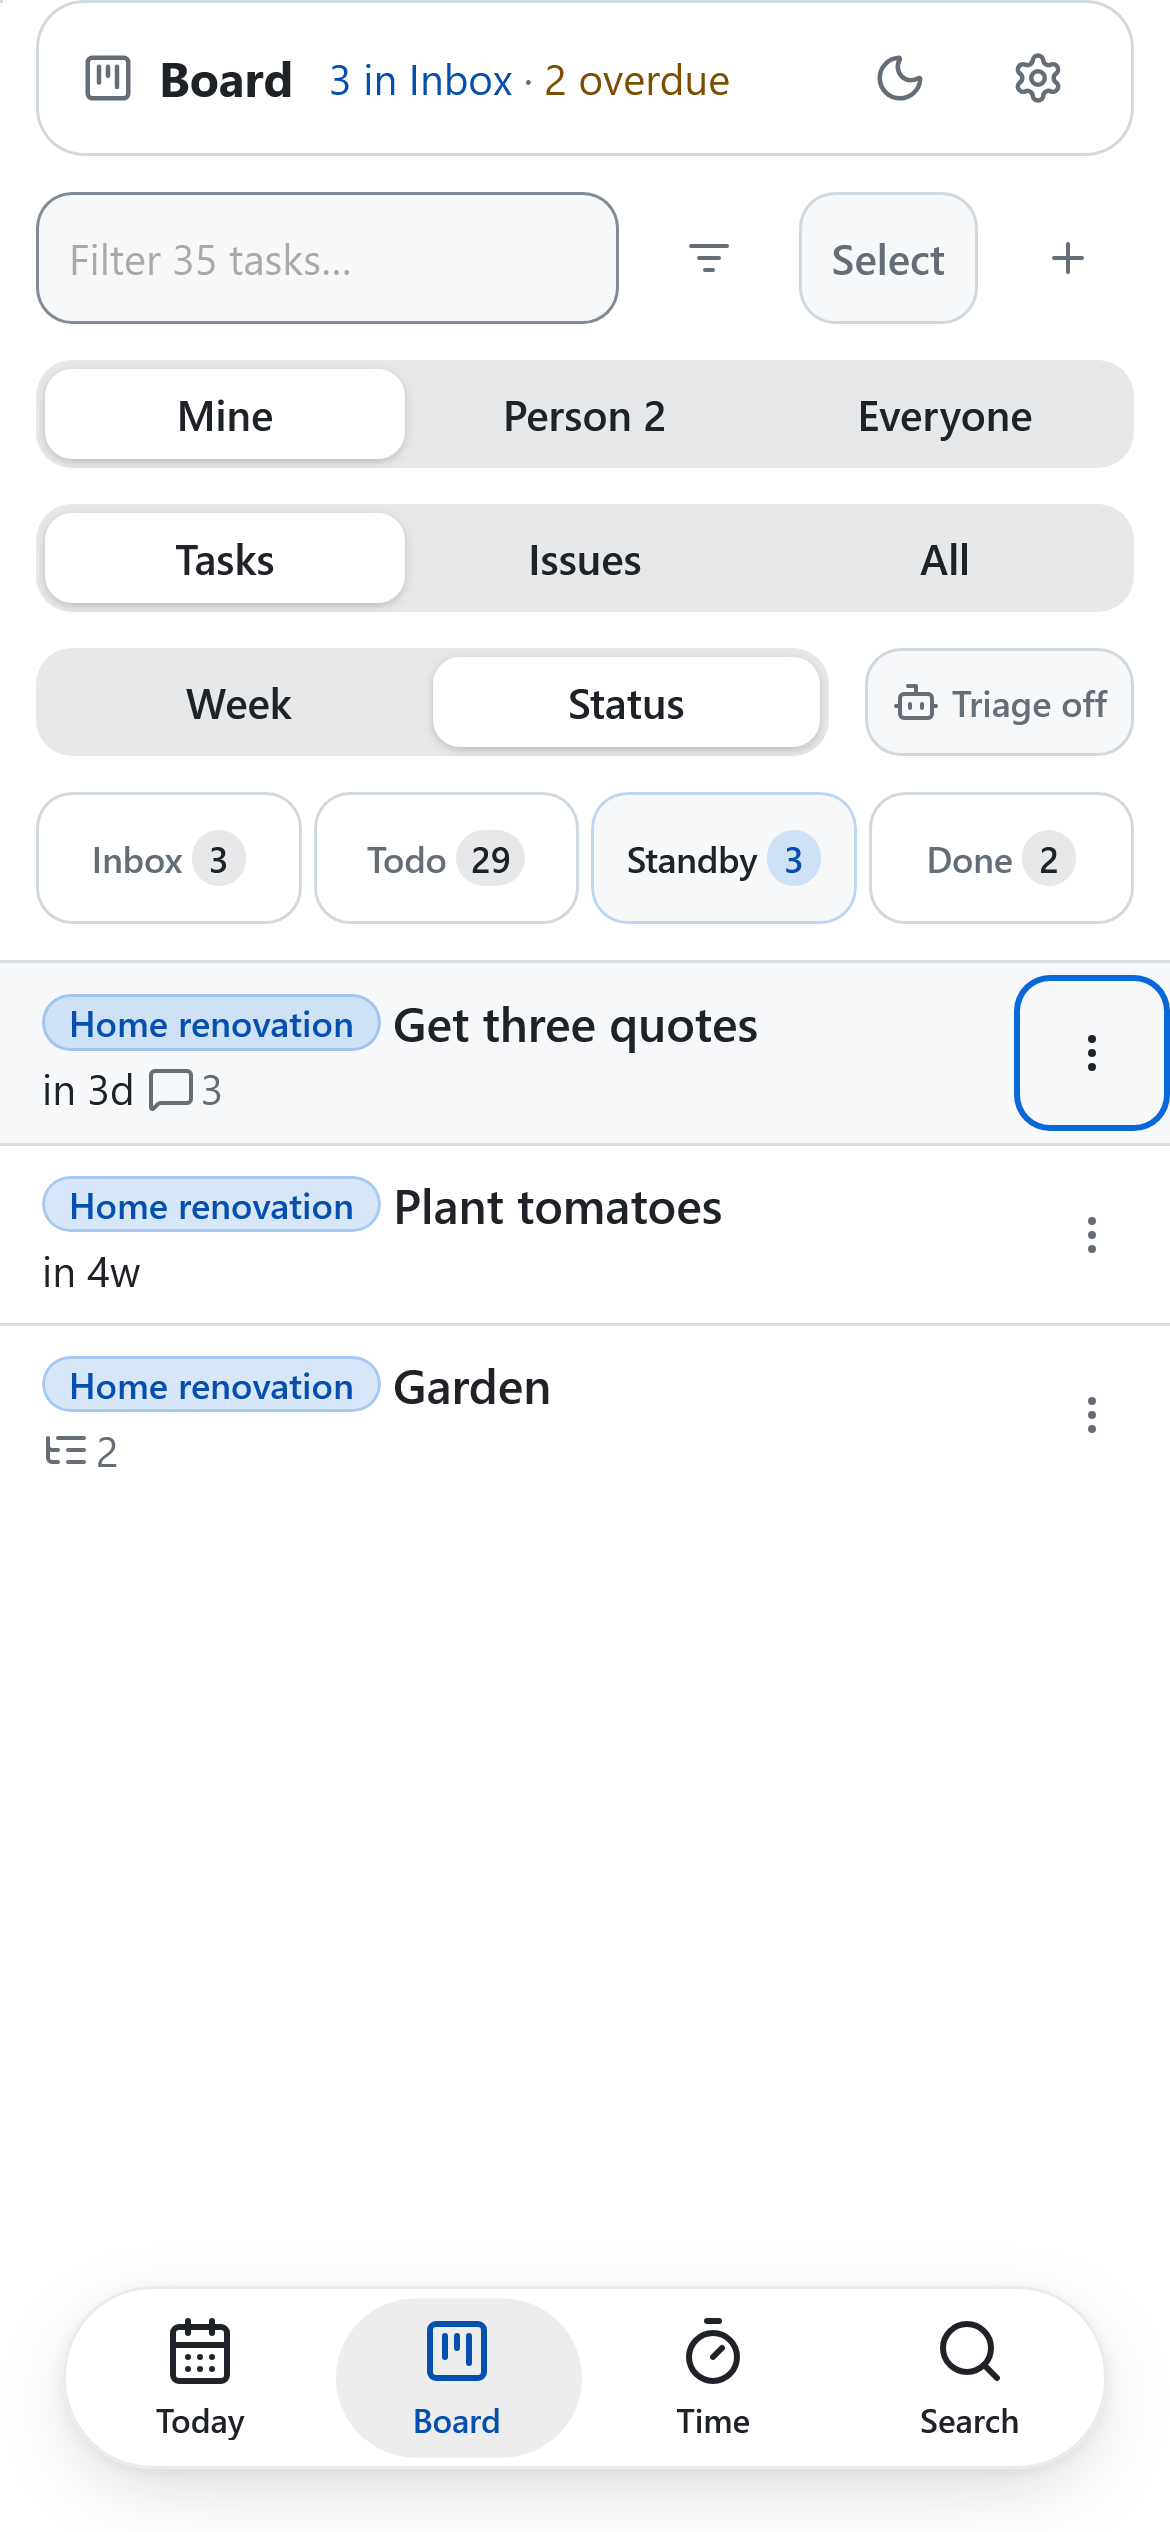 Board 3 in Inbox · 2 overdue
Filter 35 tasks...
Select
Mine Person 2 Everyone
Tasks Issues All
Week Status Triage off
Inbox 3 Todo 29 Standby 3 Done 2
Home renovation Get three quotes
in 3d 3
Home renovation Plant tomatoes
in 4w
Home renovation Garden
2
Today Board Time Search